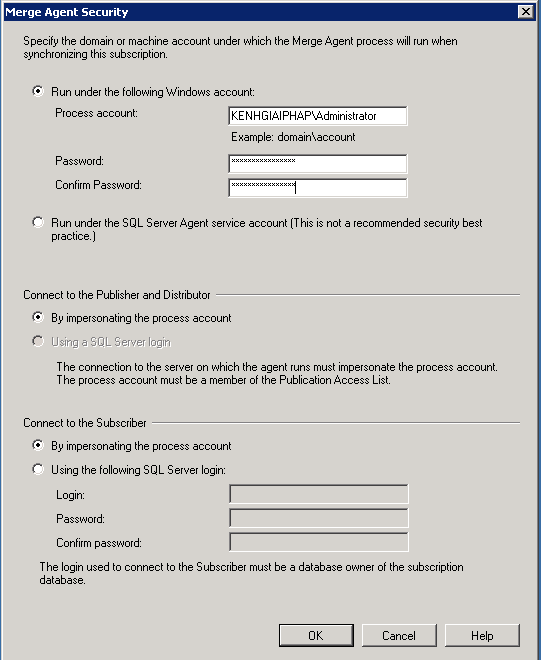 Merge Agent Security
Specify the domain or machine account under which the Merge Agent process will run when
synchronizing this subscription.
Run under the following Windows account:
Process account:
KENHGIAIPHAP\Administrator
Example: domain\account
Password:
****************
Confirm Password:
****************
Run under the SQL Server Agent service account (This is not a recommended security best
practice.)
Connect to the Publisher and Distributor
By impersonating the process account
Using a SQL Server login
The connection to the server on which the agent runs must impersonate the process account.
The process account must be a member of the Publication Access List.
Connect to the Subscriber
By impersonating the process account
Using the following SQL Server login:
Login:
Password:
Confirm password:
The login used to connect to the Subscriber must be a database owner of the subscription
database.
OK
Cancel
Help